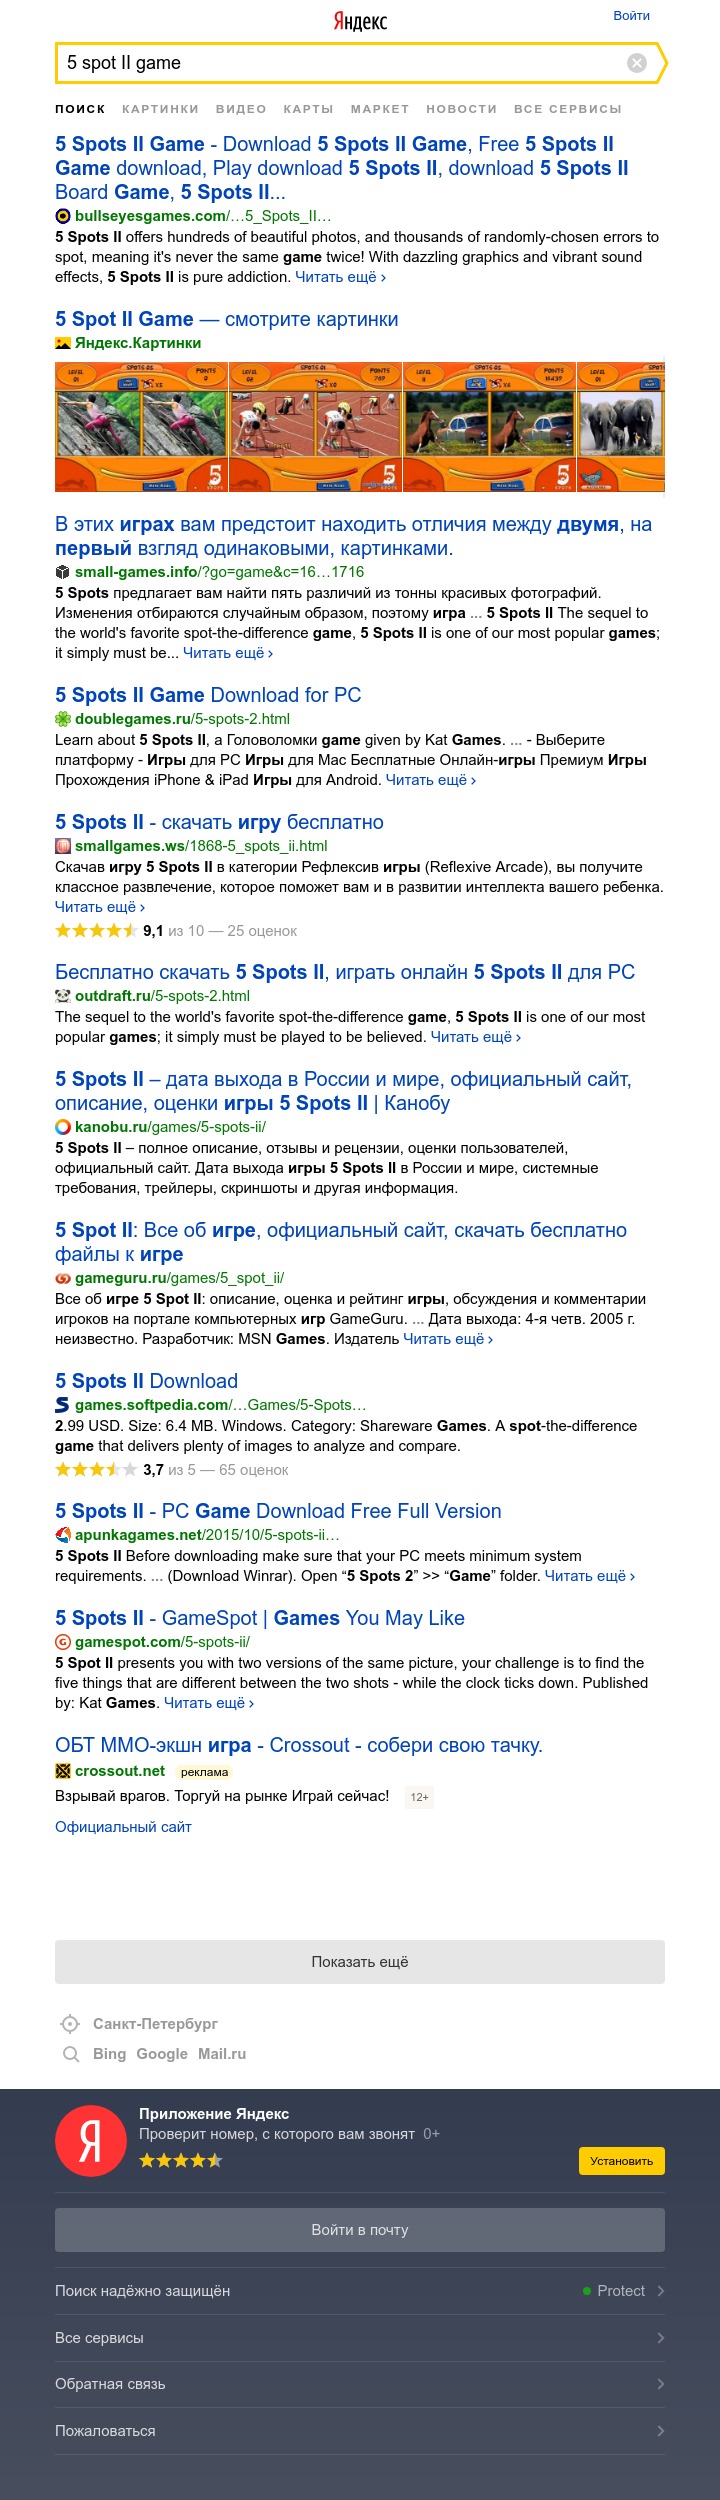 Яндекс
Войти
5 spot II game
ПОИСК КАРТИНКИ ВИДЕО КАРТЫ МАРКЕТ НОВОСТИ ВСЕ СЕРВИСЫ
5 Spots II Game - Download 5 Spots II Game, Free 5 Spots II
Game download, Play download 5 Spots II, download 5 Spots II
Board Game, 5 Spots II...
bullseyesgames.com/…5_Spots_II…
5 Spots II offers hundreds of beautiful photos, and thousands of randomly-chosen errors to
spot, meaning it's never the same game twice! With dazzling graphics and vibrant sound
effects, 5 Spots II is pure addiction. Читать ещё ›
5 Spot II Game — смотрите картинки
Яндекс.Картинки
В этих играх вам предстоит находить отличия между двумя, на
первый взгляд одинаковыми, картинками.
small-games.info/?go=game&c=16…1716
5 Spots предлагает вам найти пять различий из тонны красивых фотографий.
Изменения отбираются случайным образом, поэтому игра ... 5 Spots II The sequel to
the world's favorite spot-the-difference game, 5 Spots II is one of our most popular games;
it simply must be... Читать ещё ›
5 Spots II Game Download for PC
doublegames.ru/5-spots-2.html
Learn about 5 Spots II, a Головоломки game given by Kat Games. ... - Выберите
платформу - Игры для PC Игры для Mac Бесплатные Онлайн-игры Премиум Игры
Прохождения iPhone & iPad Игры для Android. Читать ещё ›
5 Spots II - скачать игру бесплатно
smallgames.ws/1868-5_spots_ii.html
Скачав игру 5 Spots II в категории Рефлексив игры (Reflexive Arcade), вы получите
классное развлечение, которое поможет вам и в развитии интеллекта вашего ребенка.
Читать ещё ›
9,1 из 10 — 25 оценок
Бесплатно скачать 5 Spots II, играть онлайн 5 Spots II для PC
outdraft.ru/5-spots-2.html
The sequel to the world's favorite spot-the-difference game, 5 Spots II is one of our most
popular games; it simply must be played to be believed. Читать ещё ›
5 Spots II – дата выхода в России и мире, официальный сайт,
описание, оценки игры 5 Spots II | Канобу
kanobu.ru/games/5-spots-ii/
5 Spots II – полное описание, отзывы и рецензии, оценки пользователей,
официальный сайт. Дата выхода игры 5 Spots II в России и мире, системные
требования, трейлеры, скриншоты и другая информация.
5 Spot II: Все об игре, официальный сайт, скачать бесплатно
файлы к игре
gameguru.ru/games/5_spot_ii/
Все об игре 5 Spot II: описание, оценка и рейтинг игры, обсуждения и комментарии
игроков на портале компьютерных игр GameGuru. ... Дата выхода: 4-я четв. 2005 г.
неизвестно. Разработчик: MSN Games. Издатель Читать ещё ›
5 Spots II Download
games.softpedia.com/…Games/5-Spots…
2.99 USD. Size: 6.4 MB. Windows. Category: Shareware Games. A spot-the-difference
game that delivers plenty of images to analyze and compare.
3,7 из 5 — 65 оценок
5 Spots II - PC Game Download Free Full Version
apunkagames.net/2015/10/5-spots-ii…
5 Spots II Before downloading make sure that your PC meets minimum system
requirements. ... (Download Winrar). Open “5 Spots 2” >> “Game” folder. Читать ещё ›
5 Spots II - GameSpot | Games You May Like
gamespot.com/5-spots-ii/
5 Spot II presents you with two versions of the same picture, your challenge is to find the
five things that are different between the two shots - while the clock ticks down. Published
by: Kat Games. Читать ещё ›
ОБТ ММО-экшн игра - Crossout - собери свою тачку.
crossout.net реклама
Взрывай врагов. Торгуй на рынке Играй сейчас! 12+
Официальный сайт
Показать ещё
Санкт-Петербург
Bing Google Mail.ru
Я
Приложение Яндекс
Проверит номер, с которого вам звонят 0+
Установить
Войти в почту
Поиск надёжно защищён Protect
Все сервисы
Обратная связь
Пожаловаться